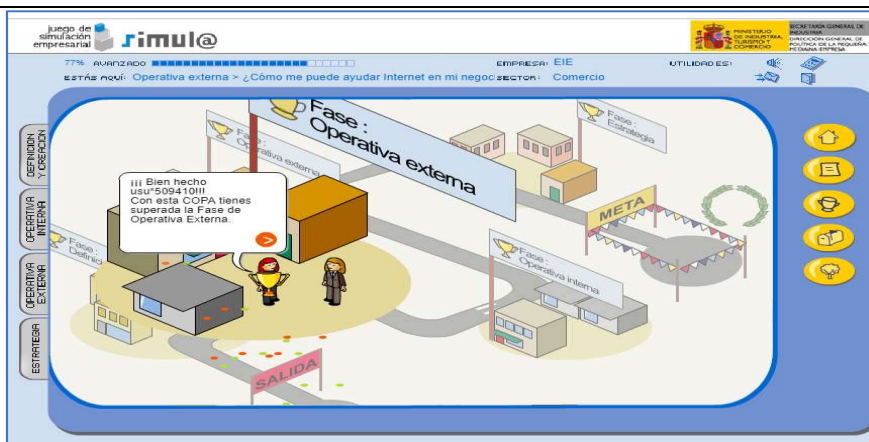 juego de
simulación
empresarial
simul@
MINISTERIO
DE INDUSTRIA,
TURISMO Y
COMERCIO
SECRETARÍA GENERAL DE
INDUSTRIA
DIRECCIÓN GENERAL DE
POLÍTICA DE LA PEQUEÑA
Y MEDIANA EMPRESA
77% AVANZADO
EMPRESA: EIE
UTILIDADES:
ESTÁS AQUÍ: Operativa externa > ¿Cómo me puede ayudar Internet en mi negoc
SECTOR: Comercio
DEFINICION
Y CREACION
OPERATIVA
INTERNA
OPERATIVA
EXTERNA
ESTRATEGIA
Fase :
Operativa externa
Fase :
Operativa externa
Fase :
Estrategia
¡¡¡ Bien hecho
usu*509410!!!
Con esta COPA tienes
superada la Fase de
Operativa Externa.
>
META
Fase :
Definici
Fase :
Operativa interna
SALIDA